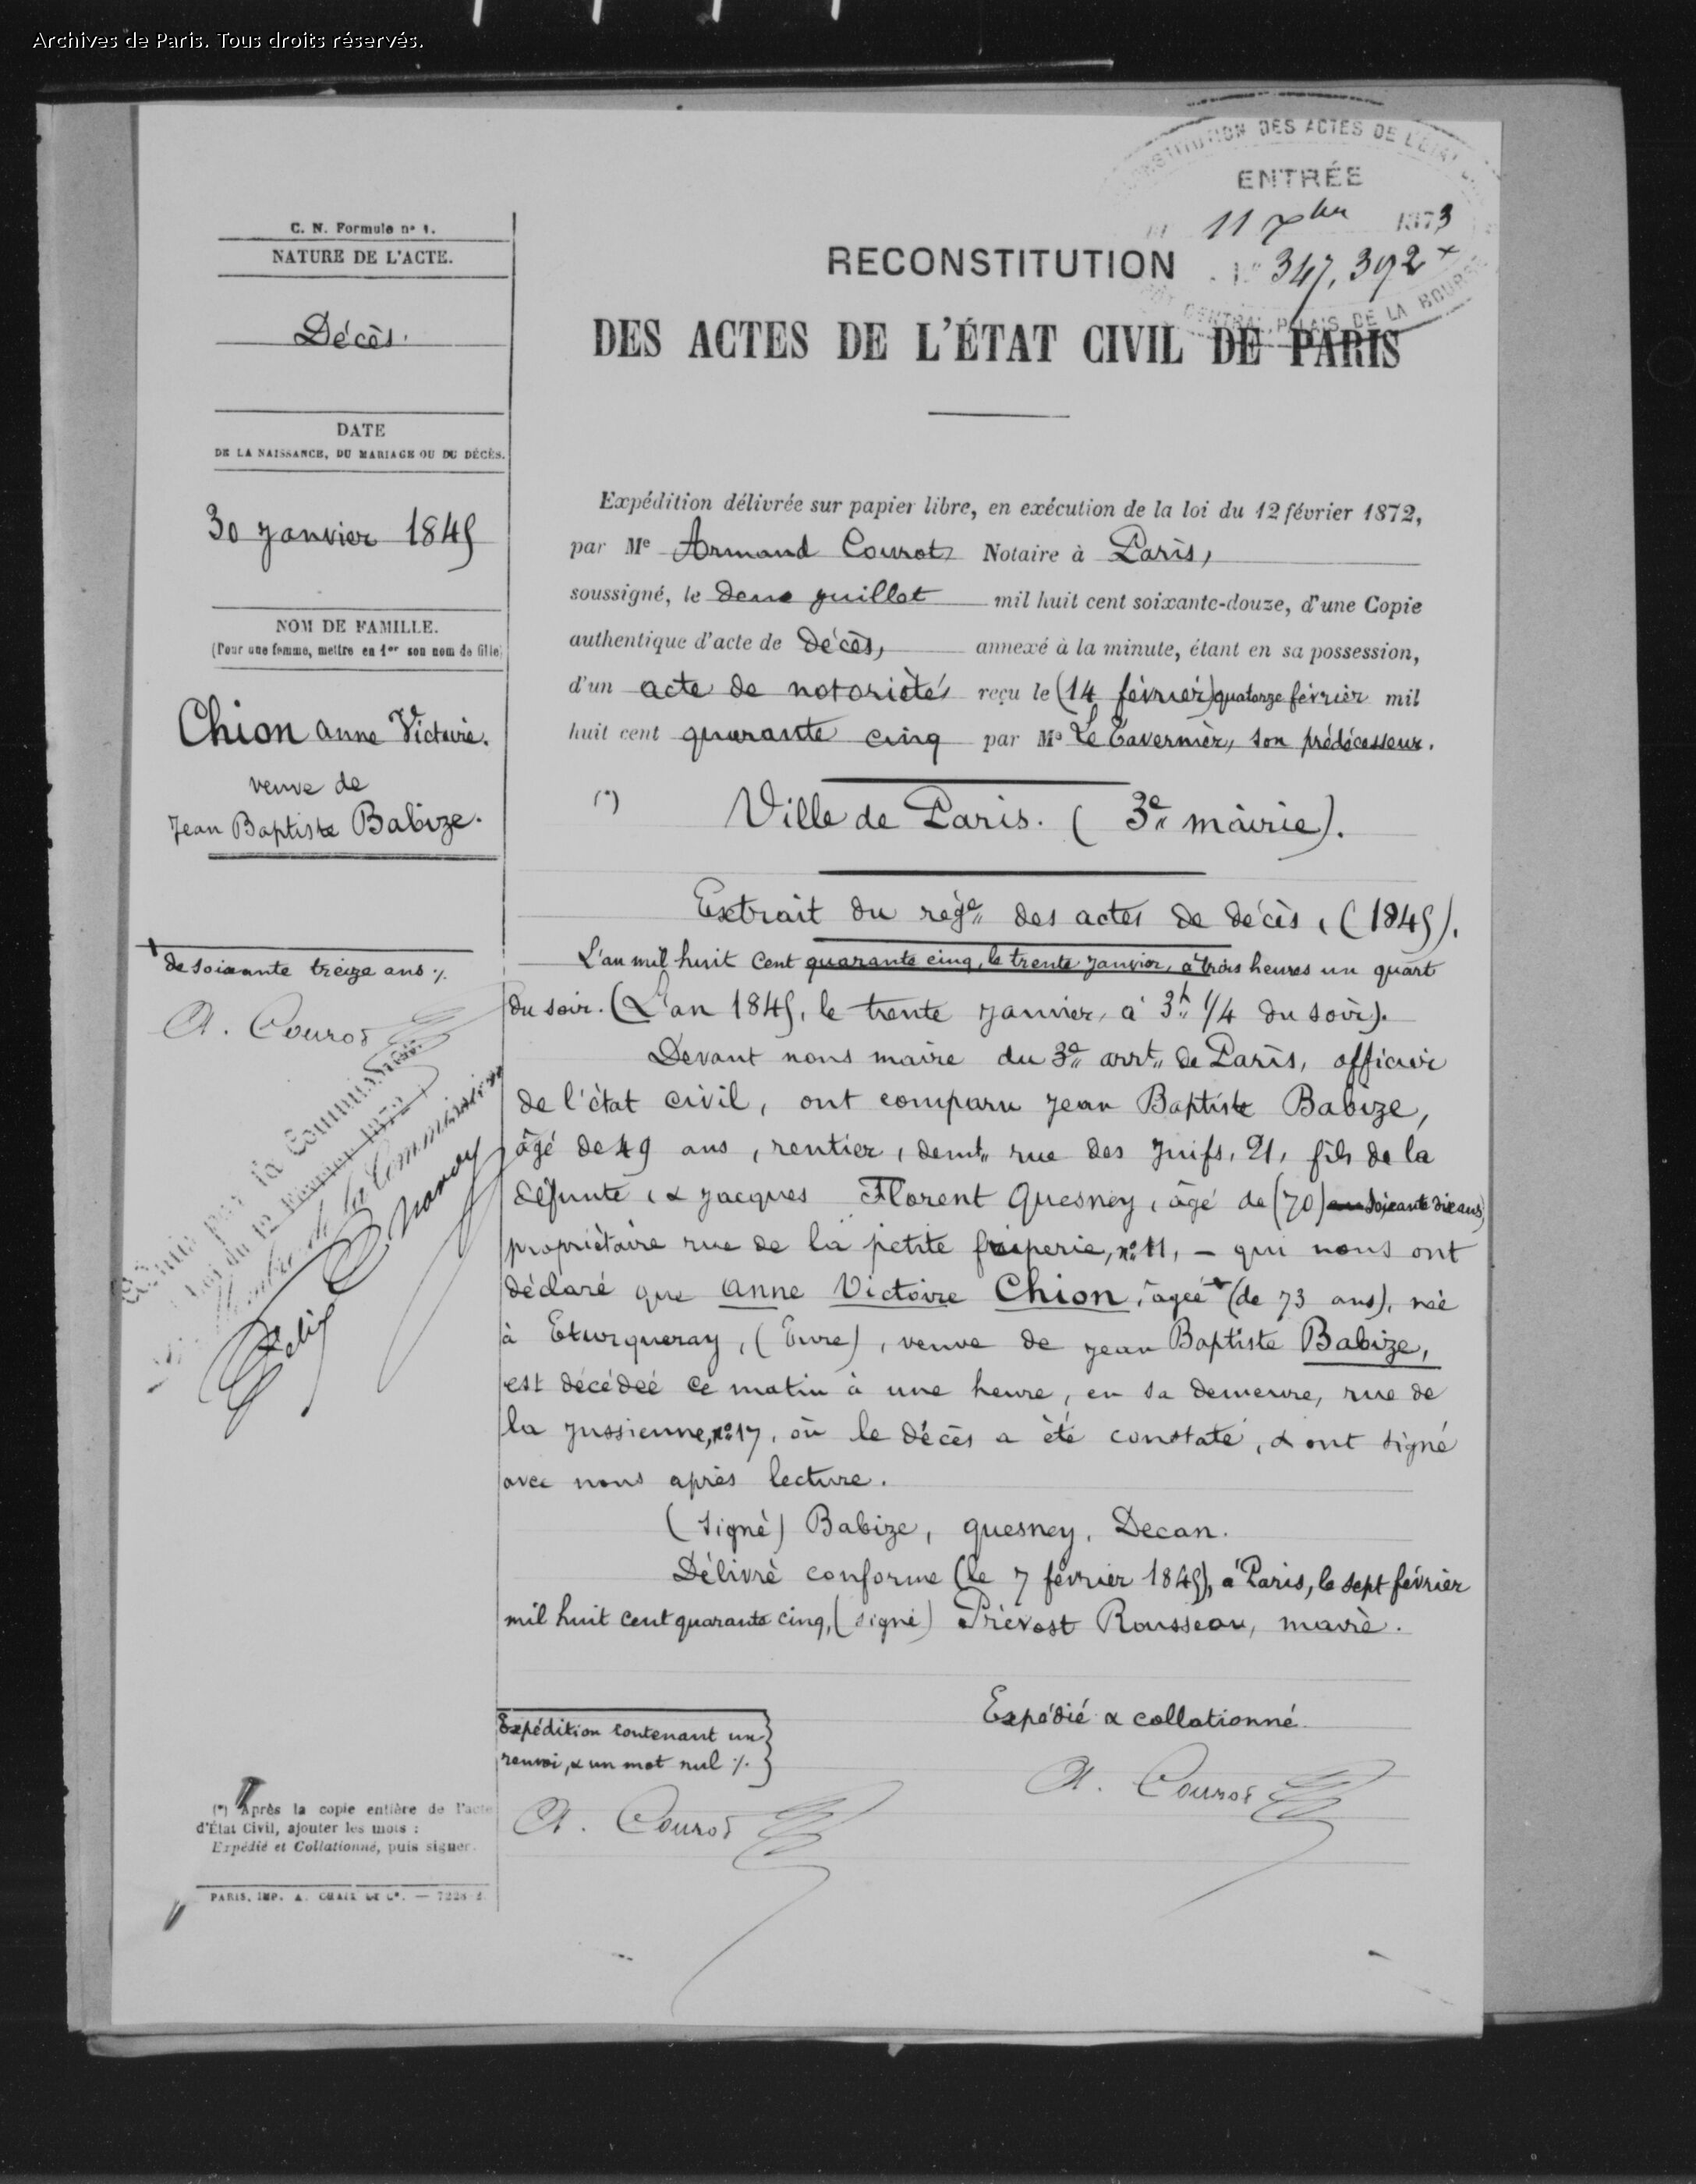 Archives de Paris. Tous droits réservés.
DES ACTES DE L'ÉTAT
ENTRÉE
11 7bre 1873
347,392
CENTRAL, PALAIS DE LA BOURSE
C. N. Formule nº 1.
NATURE DE L'ACTE.
Décès.
DATE
DE LA NAISSANCE, DU MARIAGE OU DU DÉCÈS.
30 Janvier 1845
NOM DE FAMILLE.
(Pour une femme, mettre en 1er son nom de fille)
Chion Anne Victoire.
veuve de
Jean Baptiste Babize.
+ de soixante treize ans ./.
A. Courot
RECONSTITUTION
DES ACTES DE L'ÉTAT CIVIL DE PARIS
Expédition délivrée sur papier libre, en exécution de la loi du 12 février 1872,
par Me Armand Courot Notaire à Paris,
soussigné, le deux juillet mil huit cent soixante-douze, d'une Copie
authentique d'acte de Décès, annexé à la minute, étant en sa possession,
d'un acte de notoriété reçu le (14 février) quatorze février mil
huit cent quarante cinq par Me Le Tavernier, son prédécesseur.
(*) Ville de Paris. (3e mairie).
Extrait du rege des actes de décès, (1845).
L'an mil huit cent quarante cinq, le trente janvier, à trois heures un quart
du soir. (L'an 1845, le trente janvier, à 3h 1/4 du soir).
Devant nous maire du 3e arrt de Paris, officier
de l'état civil, ont comparu Jean Baptiste Babize,
âgé de 49 ans, rentier, demt rue des Juifs, 21, fils de la
défunte, & Jacques Florent Quesney, âgé de (70) ans soixante dix ans
propriétaire rue de la petite friperie, nº 11, — qui nous ont
déclaré que Anne Victoire Chion, âgée + (de 73 ans), née
à Eturqueray, (Eure), veuve de Jean Baptiste Babize,
est décédée ce matin à une heure, en sa demeure, rue de
la Jussienne, nº 17, où le décès a été constaté, & ont signé
avec nous après lecture.
(signé) Babize, Quesney, Decan.
Délivré conforme (le 7 février 1845), à Paris, le sept février
mil huit cent quarante cinq, (signé) Prévost Rousseau, maire.
Admis par la Commission
Loi du 12 Février 1872
Membre de la Commission
Expédition contenant un
renvoi, & un mot nul ./.
A. Courot
Expédié & collationné
A. Courot
(*) Après la copie entière de l'acte
d'État Civil, ajouter les mots :
Expédié et Collationné, puis signer.
PARIS, IMP. A. CHAIX ET Cie. — 7228-2.